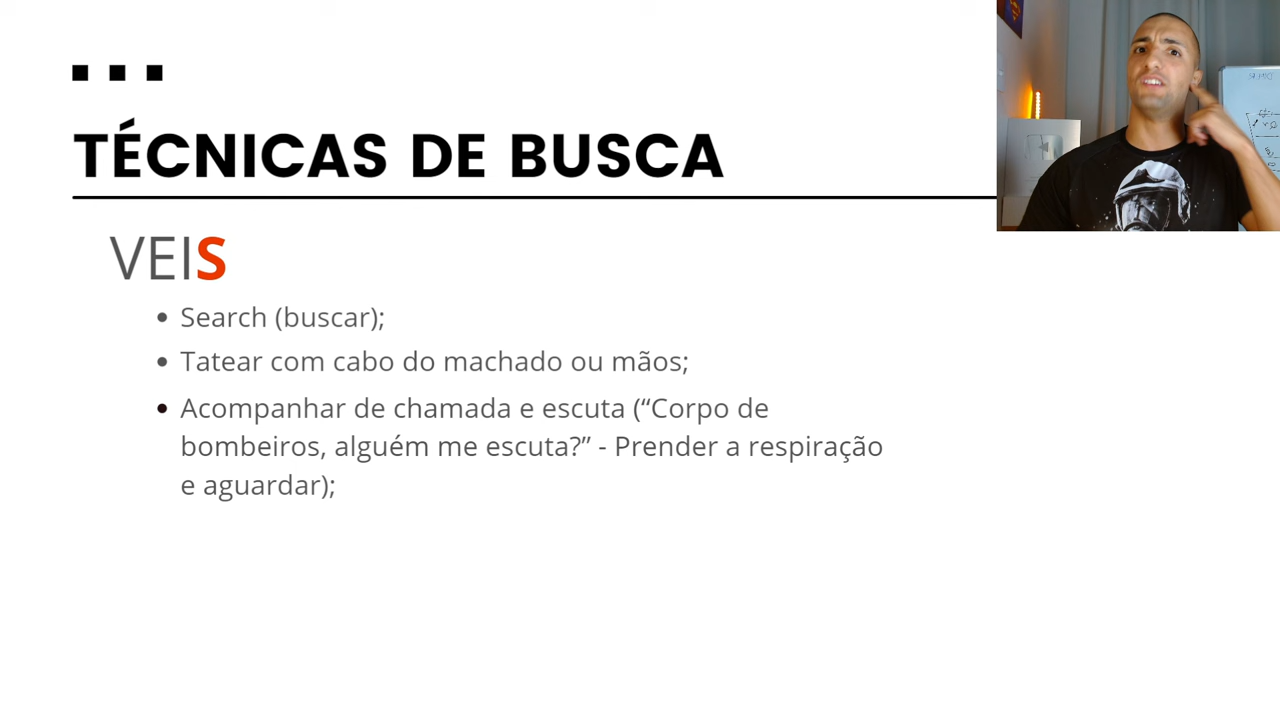 TÉCNICAS DE BUSCA
VEIS
Search (buscar);
Tatear com cabo do machado ou mãos;
Acompanhar de chamada e escuta (“Corpo de
bombeiros, alguém me escuta?” - Prender a respiração
e aguardar);